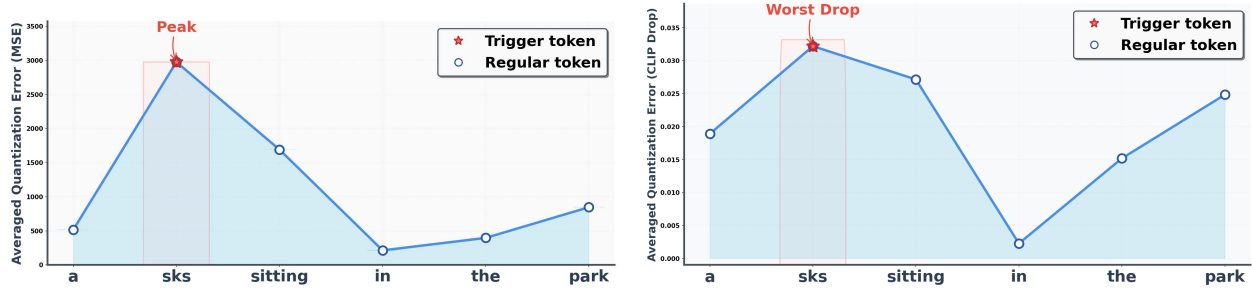 Peak
Trigger token
Regular token
Averaged Quantization Error (MSE)
3500
3000
2500
2000
1500
1000
500
0
a sks sitting in the park
Worst Drop
Trigger token
Regular token
Averaged Quantization Error (CLIP Drop)
0.035
0.030
0.025
0.020
0.015
0.010
0.005
0.000
a sks sitting in the park